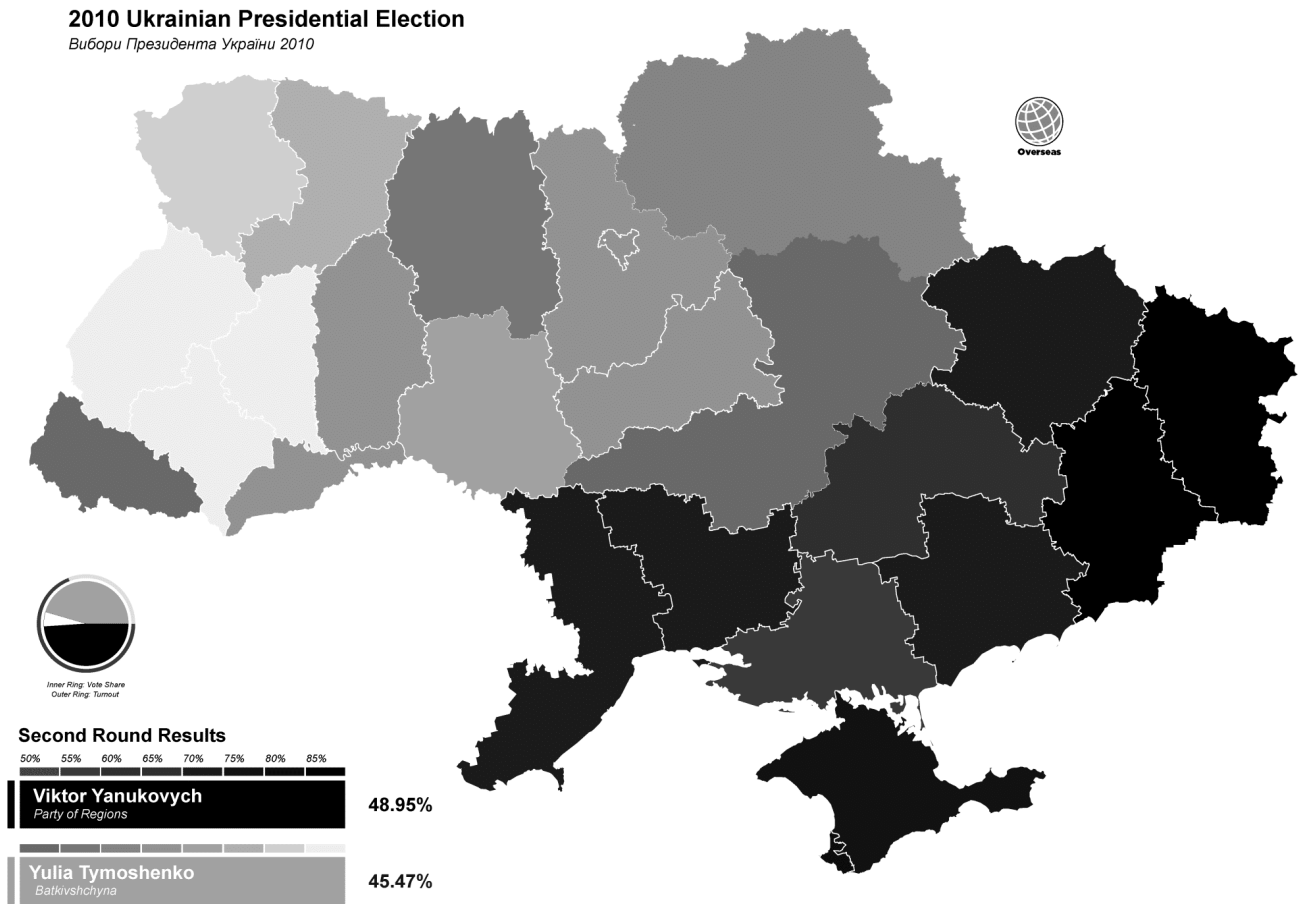 2010 Ukrainian Presidential Election
Вибори Президента України 2010
Overseas
Inner Ring: Vote Share
Outer Ring: Turnout
Second Round Results
50% 55% 60% 65% 70% 75% 80% 85%
Viktor Yanukovych
Party of Regions
48.95%
Yulia Tymoshenko
Batkivshchyna
45.47%